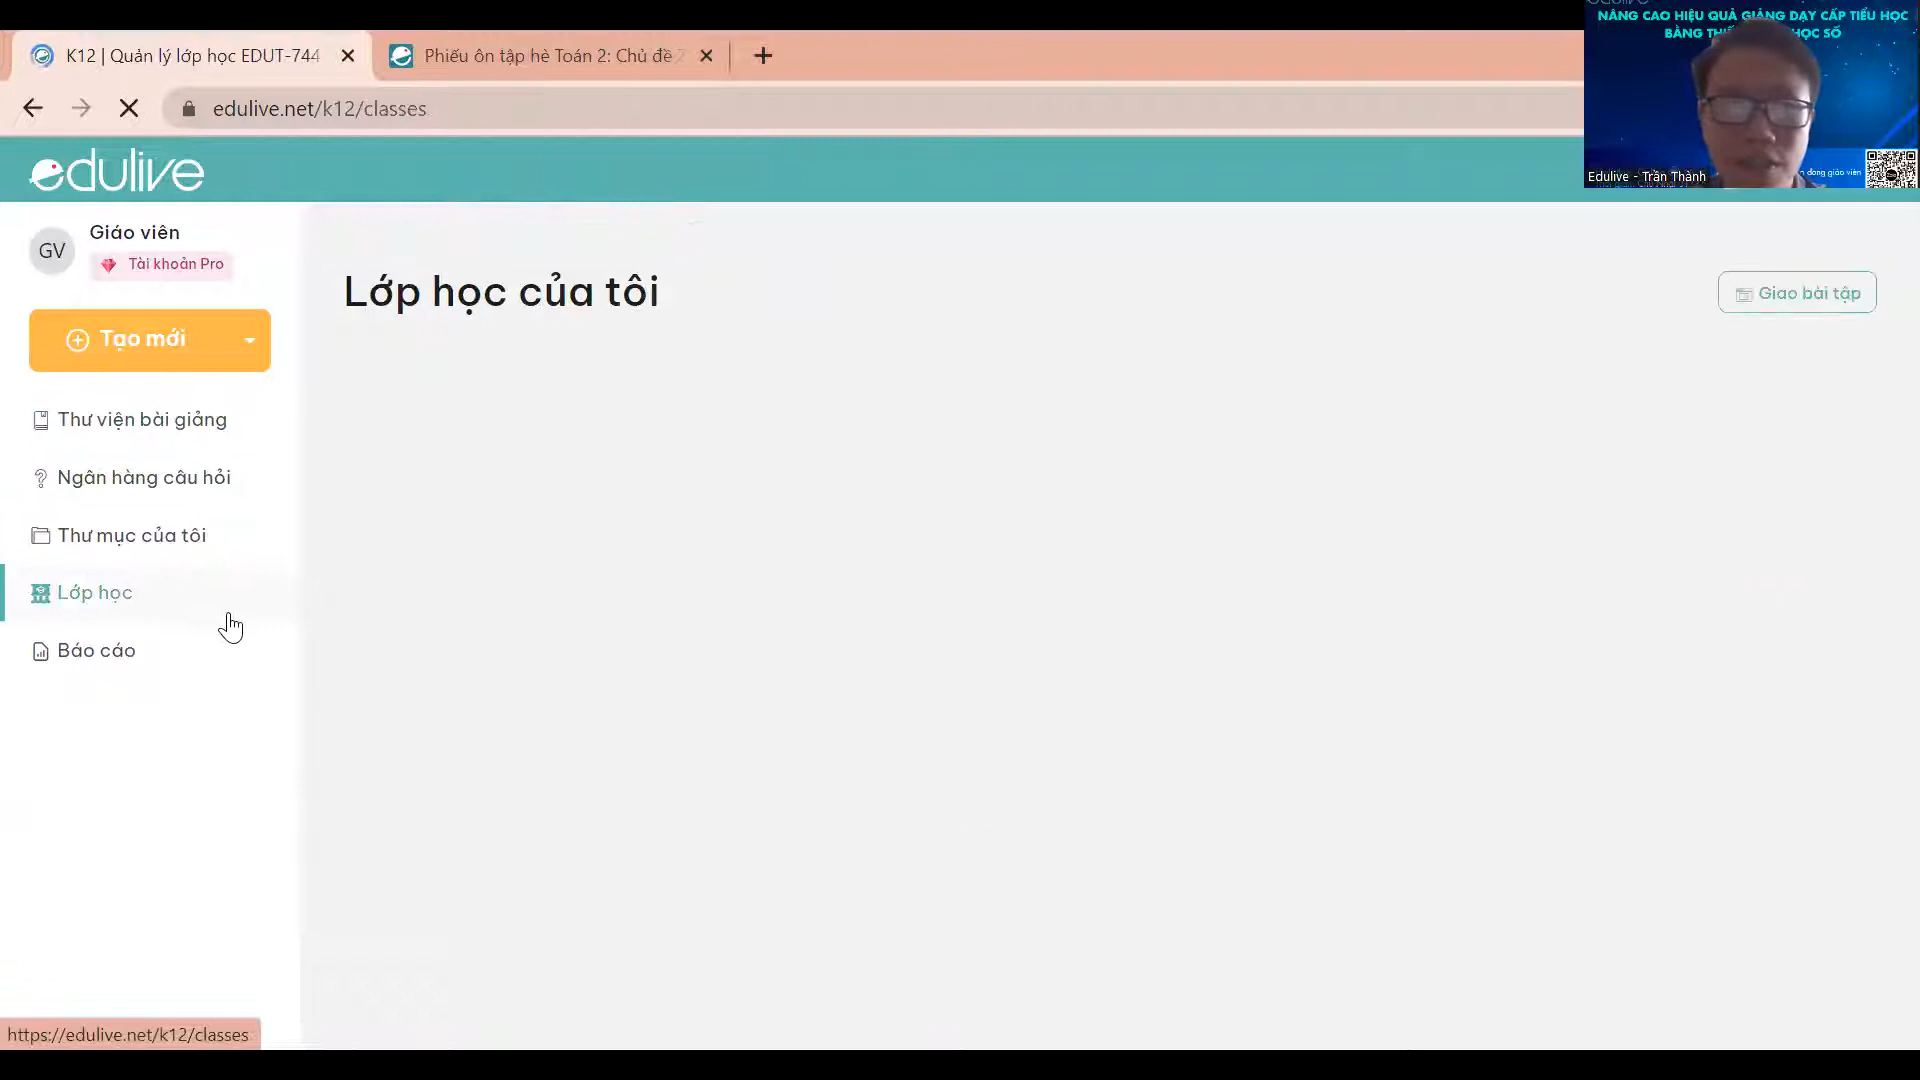 K12 | Quản lý lớp học EDUT-744
Phiếu ôn tập hè Toán 2: Chủ đề
edulive.net/k12/classes
NÂNG CAO HIỆU QUẢ GIẢNG DẠY CẤP TIỂU HỌC
BẰNG HỌC SỐ
Edulive - Trần Thành
đong giáo viên
edulive
GV
Giáo viên
Tài khoản Pro
Lớp học của tôi
Giao bài tập
Tạo mới
Thư viện bài giảng
Ngân hàng câu hỏi
Thư mục của tôi
Lớp học
Báo cáo
https://edulive.net/k12/classes